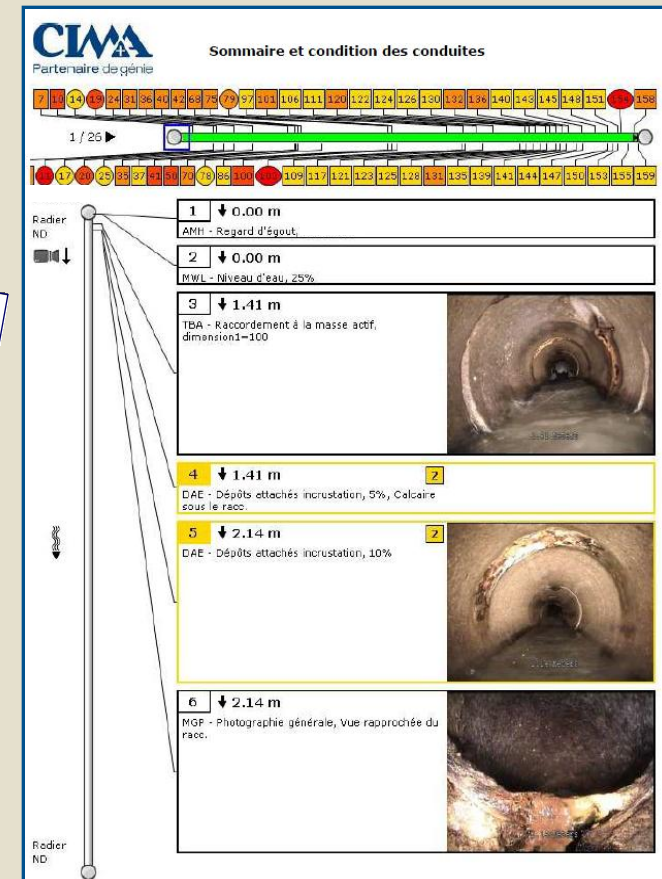 CIMA+
Partenaire de génie
Sommaire et condition des conduites
7 10 14 19 24 31 36 40 42 68 75 79 97 101 106 111 120 122 124 126 130 132 136 140 143 145 148 151 154 158
1 / 26
17 20 25 35 37 41 58 70 78 86 100 109 117 121 123 125 128 131 135 139 141 144 147 150 153 155 159
Radier
ND
1 0.00 m
AMH - Regard d'égout,
2 0.00 m
MWL - Niveau d'eau, 25%
3 1.41 m
TBA - Raccordement à la masse actif,
dimension1=100
4 1.41 m 2
DAE - Dépôts attachés incrustation, 5%, Calcaire
sous le racc.
5 2.14 m 2
DAE - Dépôts attachés incrustation, 10%
6 2.14 m
MGP - Photographie générale, Vue rapprochée du
racc.
Radier
ND